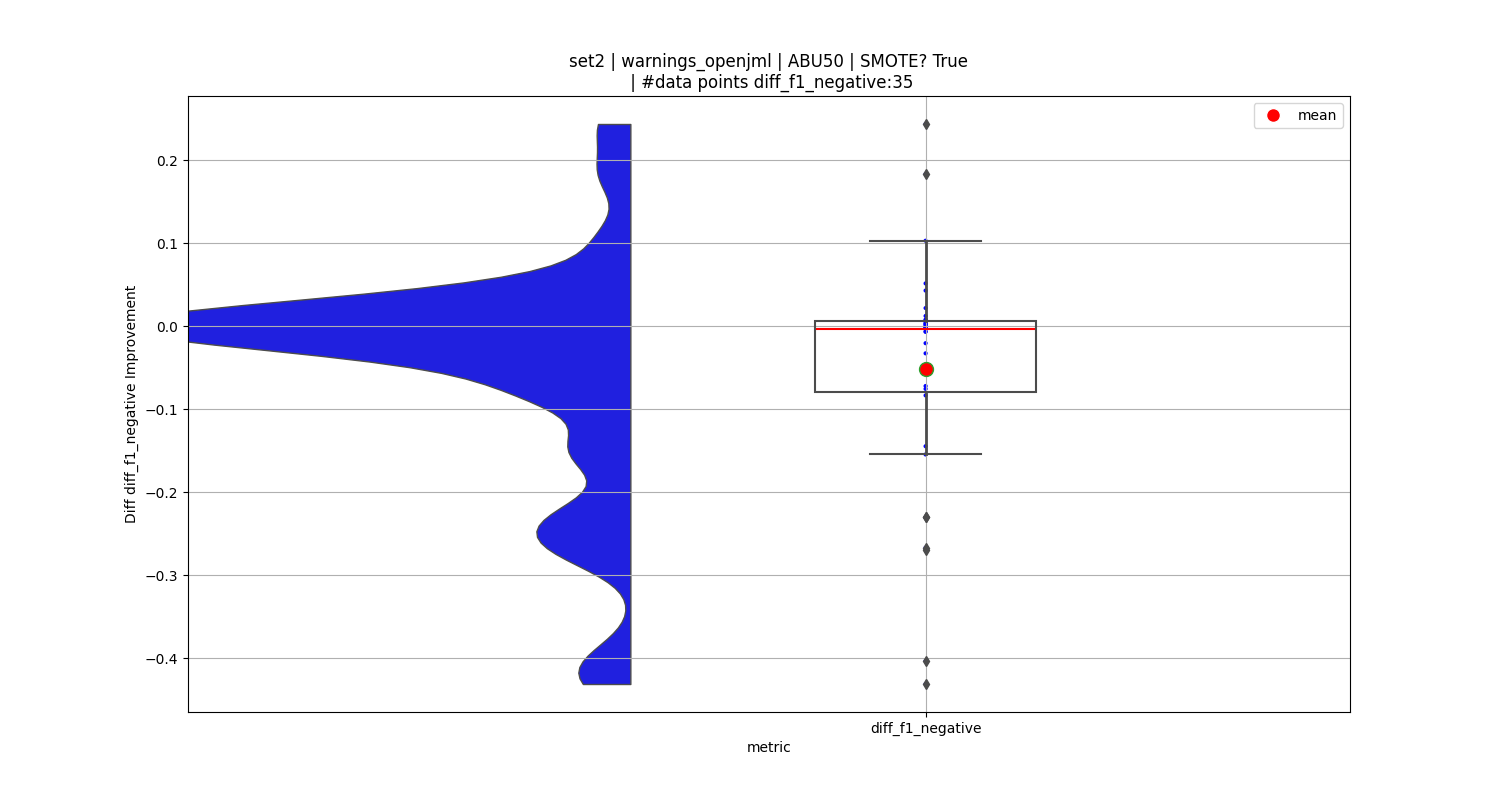 set2 | warnings_openjml | ABU50 | SMOTE? True
| #data points diff_f1_negative:35
mean
Diff diff_f1_negative Improvement
0.2
0.1
0.0
−0.1
−0.2
−0.3
−0.4
diff_f1_negative
metric